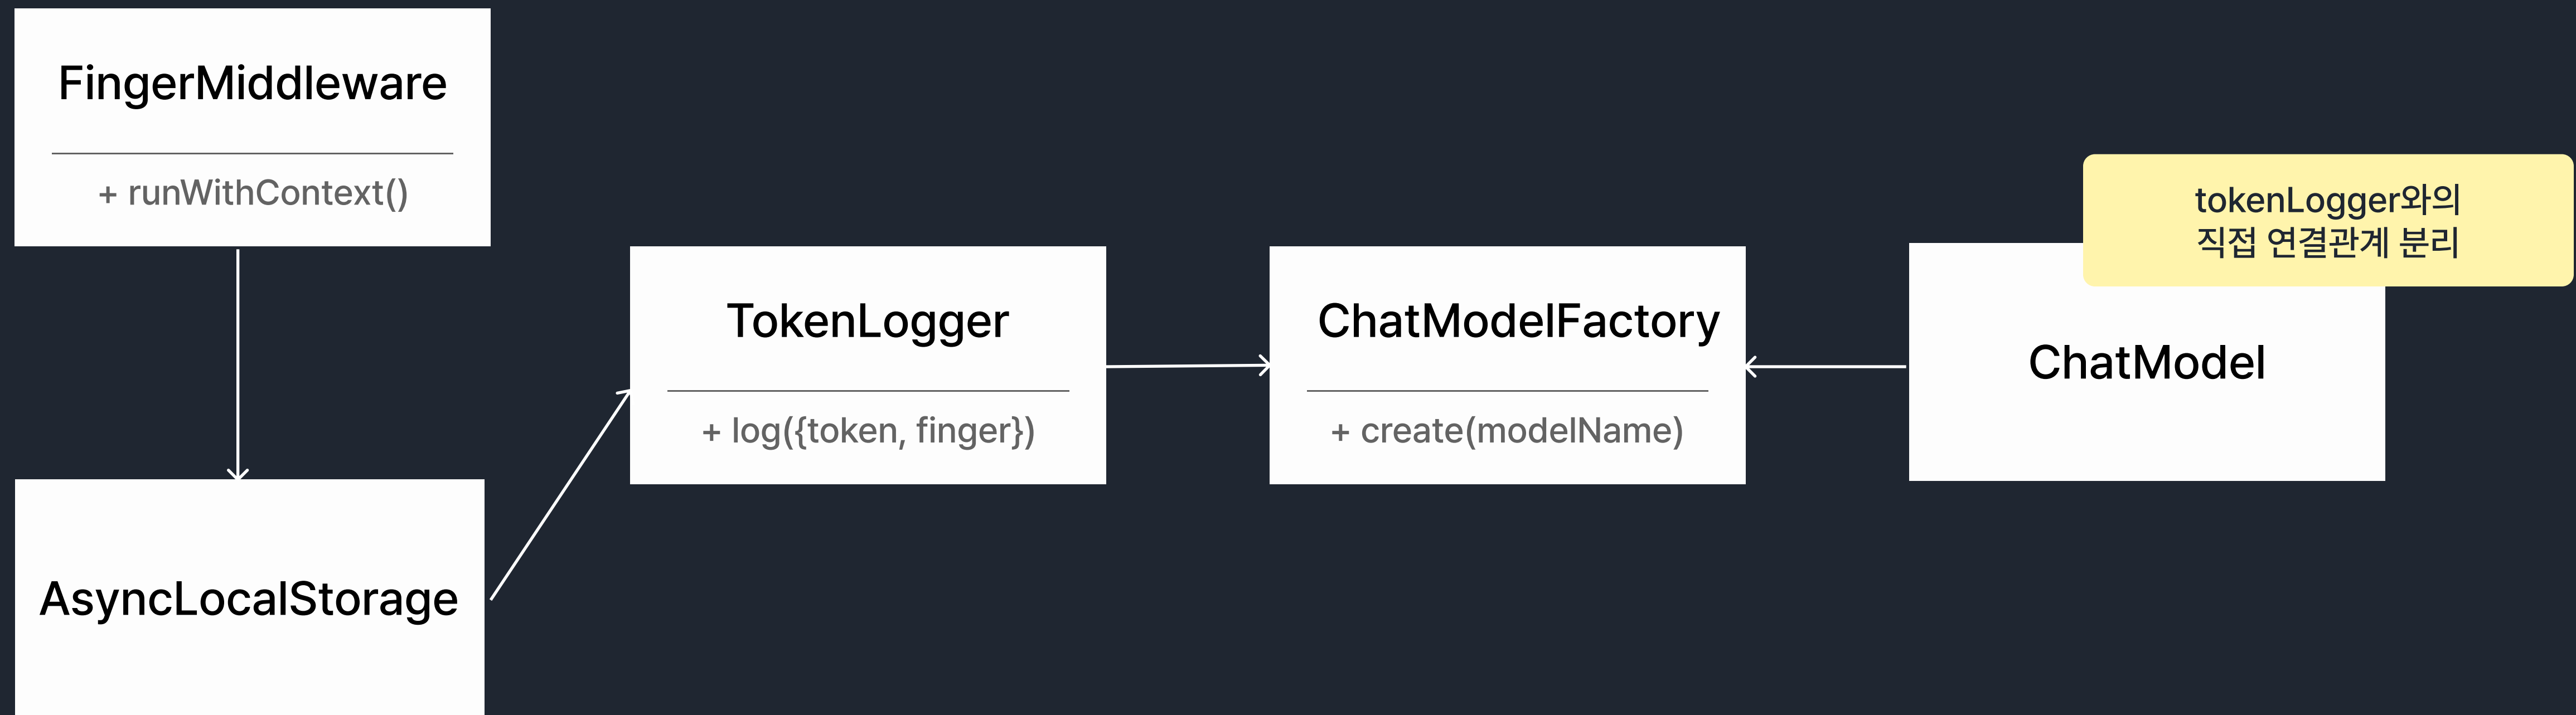 FingerMiddleware
+ runWithContext()
AsyncLocalStorage
TokenLogger
+ log({token, finger})
ChatModelFactory
+ create(modelName)
tokenLogger와의
직접 연결관계 분리
ChatModel